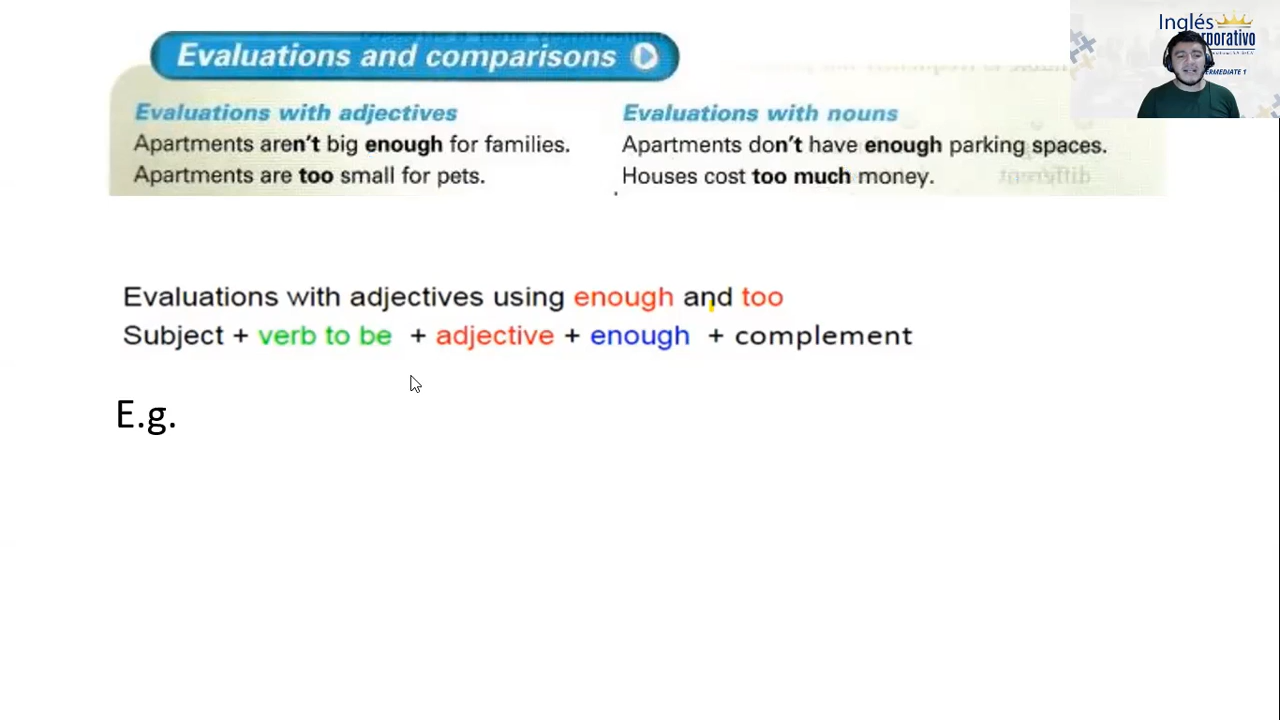 Evaluations and comparisons
Evaluations with adjectives
Apartments aren't big enough for families.
Apartments are too small for pets.
Evaluations with nouns
Apartments don't have enough parking spaces.
Houses cost too much money.
Inglés
Evaluations with adjectives using enough and too
Subject + verb to be + adjective + enough + complement
E.g.